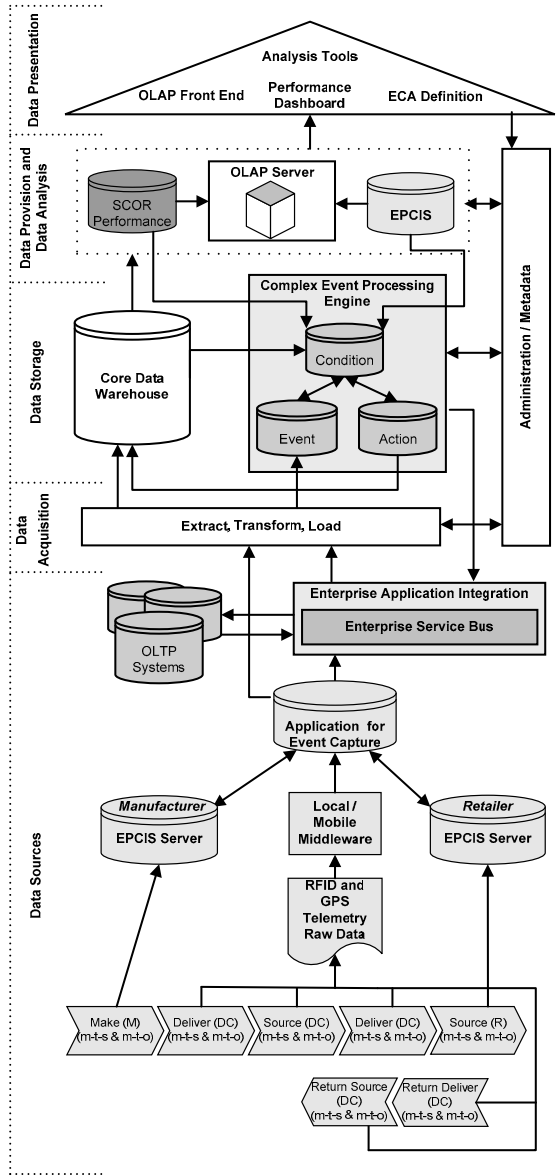 Data Presentation
Analysis Tools
OLAP Front End
Performance
Dashboard
ECA Definition
Data Provision and
Data Analysis
SCOR
Performance
OLAP Server
EPCIS
Administration / Metadata
Data Storage
Core Data
Warehouse
Complex Event Processing
Engine
Condition
Event
Action
Data
Acquisition
Extract, Transform, Load
Data Sources
OLTP
Systems
Enterprise Application Integration
Enterprise Service Bus
Application for
Event Capture
Manufacturer
EPCIS Server
Local /
Mobile
Middleware
Retailer
EPCIS Server
RFID and
GPS
Telemetry
Raw Data
Make (M)
(m-t-s & m-t-o)
Deliver (DC)
(m-t-s & m-t-o)
Source (DC)
(m-t-s & m-t-o)
Deliver (DC)
(m-t-s & m-t-o)
Source (R)
(m-t-s & m-t-o)
Return Source
(DC)
(m-t-s & m-t-o)
Return Deliver
(DC)
(m-t-s & m-t-o)